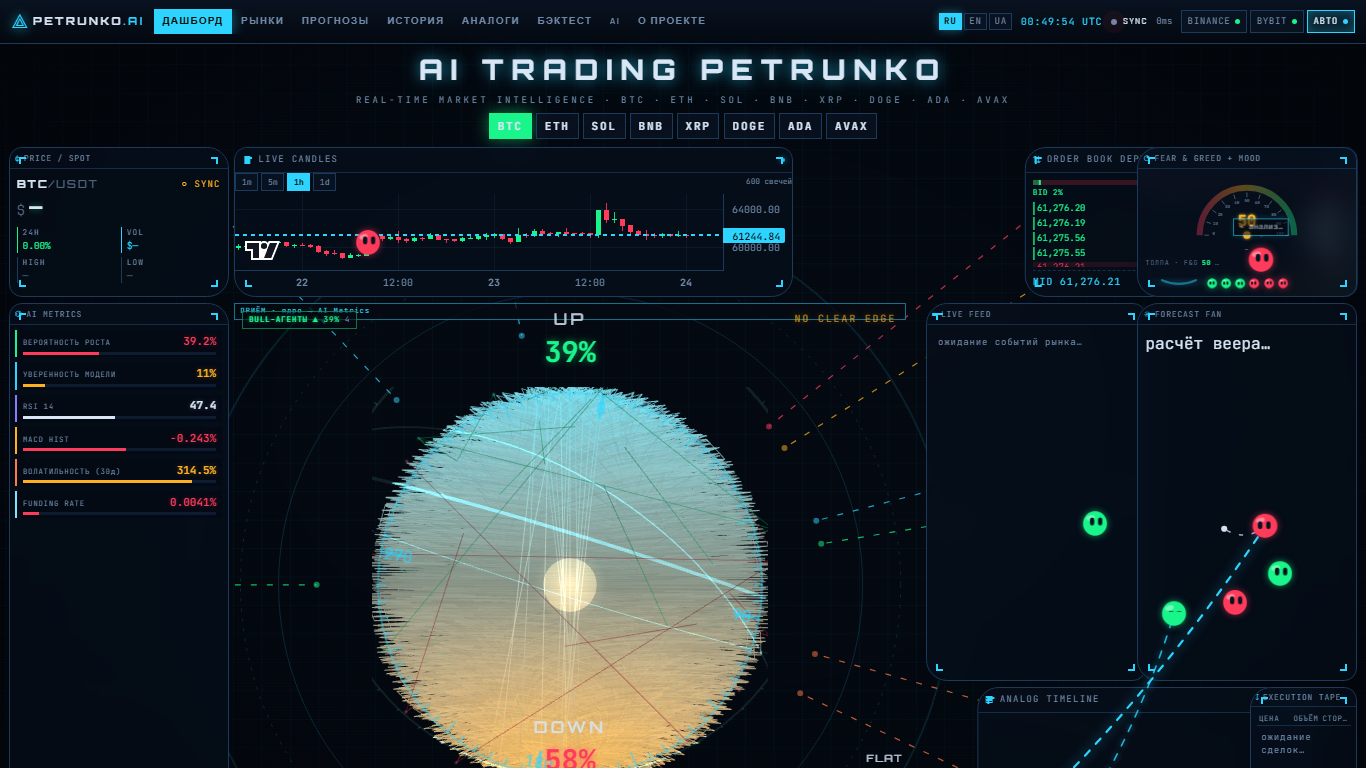 PETRUNKO.AI
ДАШБОРД
РЫНКИ
ПРОГНОЗЫ
ИСТОРИЯ
АНАЛОГИ
БЭКТЕСТ
AI
О ПРОЕКТЕ
RU
EN
UA
00:49:54 UTC
SYNC
0ms
BINANCE
BYBIT
АВТО
AI TRADING PETRUNKO
REAL-TIME MARKET INTELLIGENCE · BTC · ETH · SOL · BNB · XRP · DOGE · ADA · AVAX
BTC
ETH
SOL
BNB
XRP
DOGE
ADA
AVAX
PRICE / SPOT
BTC/USDT
SYNC
$ —
24H
0.00%
VOL
$—
HIGH
—
LOW
—
LIVE CANDLES
1m
5m
1h
1d
600 свечей
64000.00
61244.84
60000.00
22
12:00
23
12:00
24
ORDER BOOK DEP
BID 2%
61,276.20
61,276.19
61,275.56
61,275.55
MID 61,276.21
FEAR & GREED + MOOD
50
ТОЛПА · F&G 50 …
AI METRICS
ВЕРОЯТНОСТЬ РОСТА
39.2%
УВЕРЕННОСТЬ МОДЕЛИ
11%
RSI 14
47.4
MACD HIST
-0.243%
ВОЛАТИЛЬНОСТЬ (30д)
314.5%
FUNDING RATE
0.0041%
ПРИЁМ · ядро → AI Metrics
BULL-АГЕНТЫ ▲ 39% 4
NO CLEAR EDGE
UP
39%
DOWN
58%
FLAT
LIVE FEED
ожидание событий рынка…
FORECAST FAN
расчёт веера…
ANALOG TIMELINE
EXECUTION TAPE
ЦЕНА
ОБЪЁМ
СТОР…
ожидание
сделок…